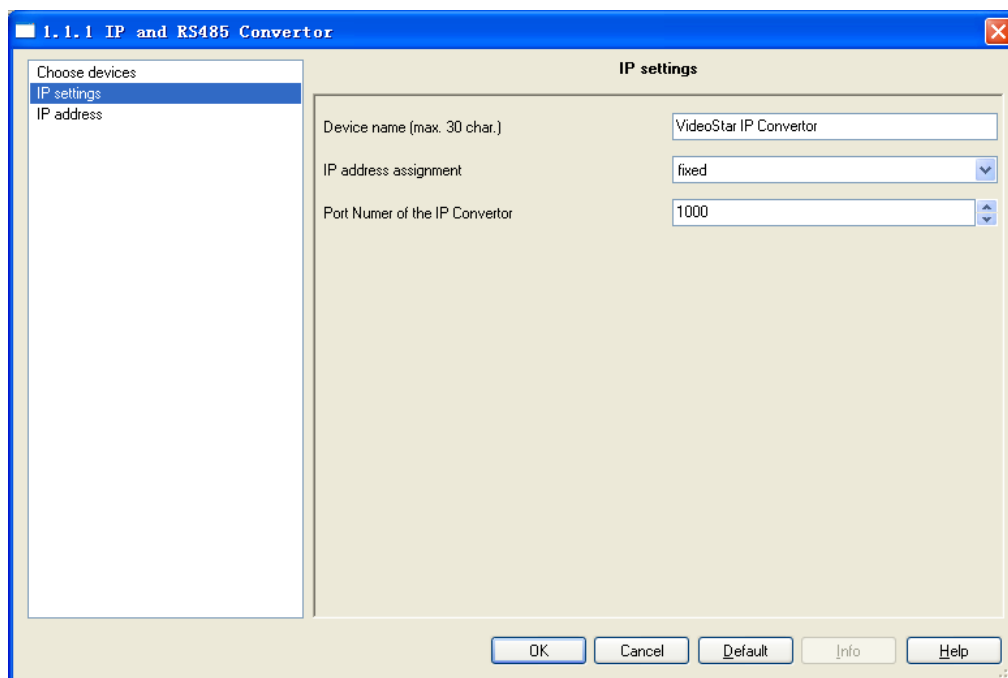 1.1.1 IP and RS485 Convertor
Choose devices
IP settings
IP address
IP settings
Device name (max. 30 char.)
VideoStar IP Convertor
IP address assignment
fixed
Port Numer of the IP Convertor
1000
OK
Cancel
Default
Info
Help